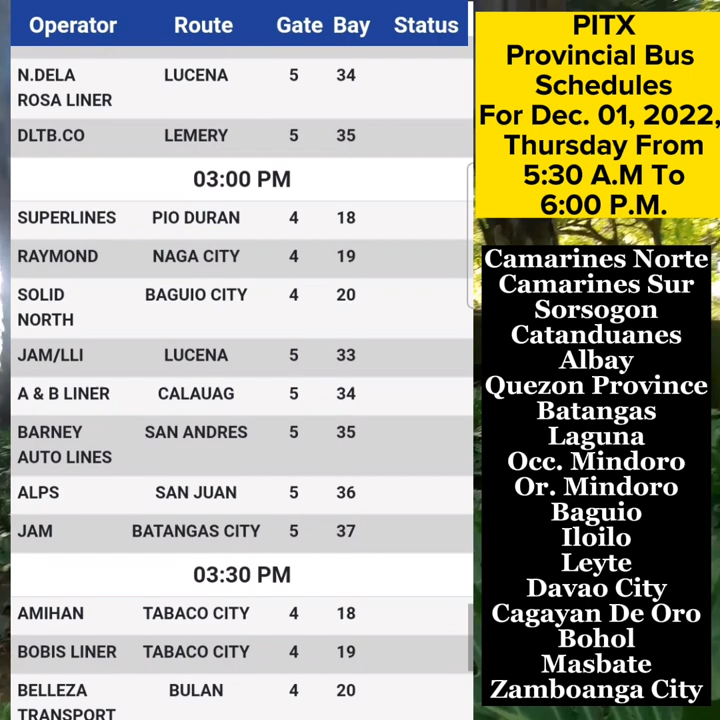 Operator Route Gate Bay Status
N.DELA LUCENA 5 34
ROSA LINER
DLTB.CO LEMERY 5 35
03:00 PM
SUPERLINES PIO DURAN 4 18
RAYMOND NAGA CITY 4 19
SOLID BAGUIO CITY 4 20
NORTH
JAM/LLI LUCENA 5 33
A & B LINER CALAUAG 5 34
BARNEY SAN ANDRES 5 35
AUTO LINES
ALPS SAN JUAN 5 36
JAM BATANGAS CITY 5 37
03:30 PM
AMIHAN TABACO CITY 4 18
BOBIS LINER TABACO CITY 4 19
BELLEZA BULAN 4 20
TRANSPORT
PITX
Provincial Bus
Schedules
For Dec. 01, 2022,
Thursday From
5:30 A.M To
6:00 P.M.
Camarines Norte
Camarines Sur
Sorsogon
Catanduanes
Albay
Quezon Province
Batangas
Laguna
Occ. Mindoro
Or. Mindoro
Baguio
Iloilo
Leyte
Davao City
Cagayan De Oro
Bohol
Masbate
Zamboanga City